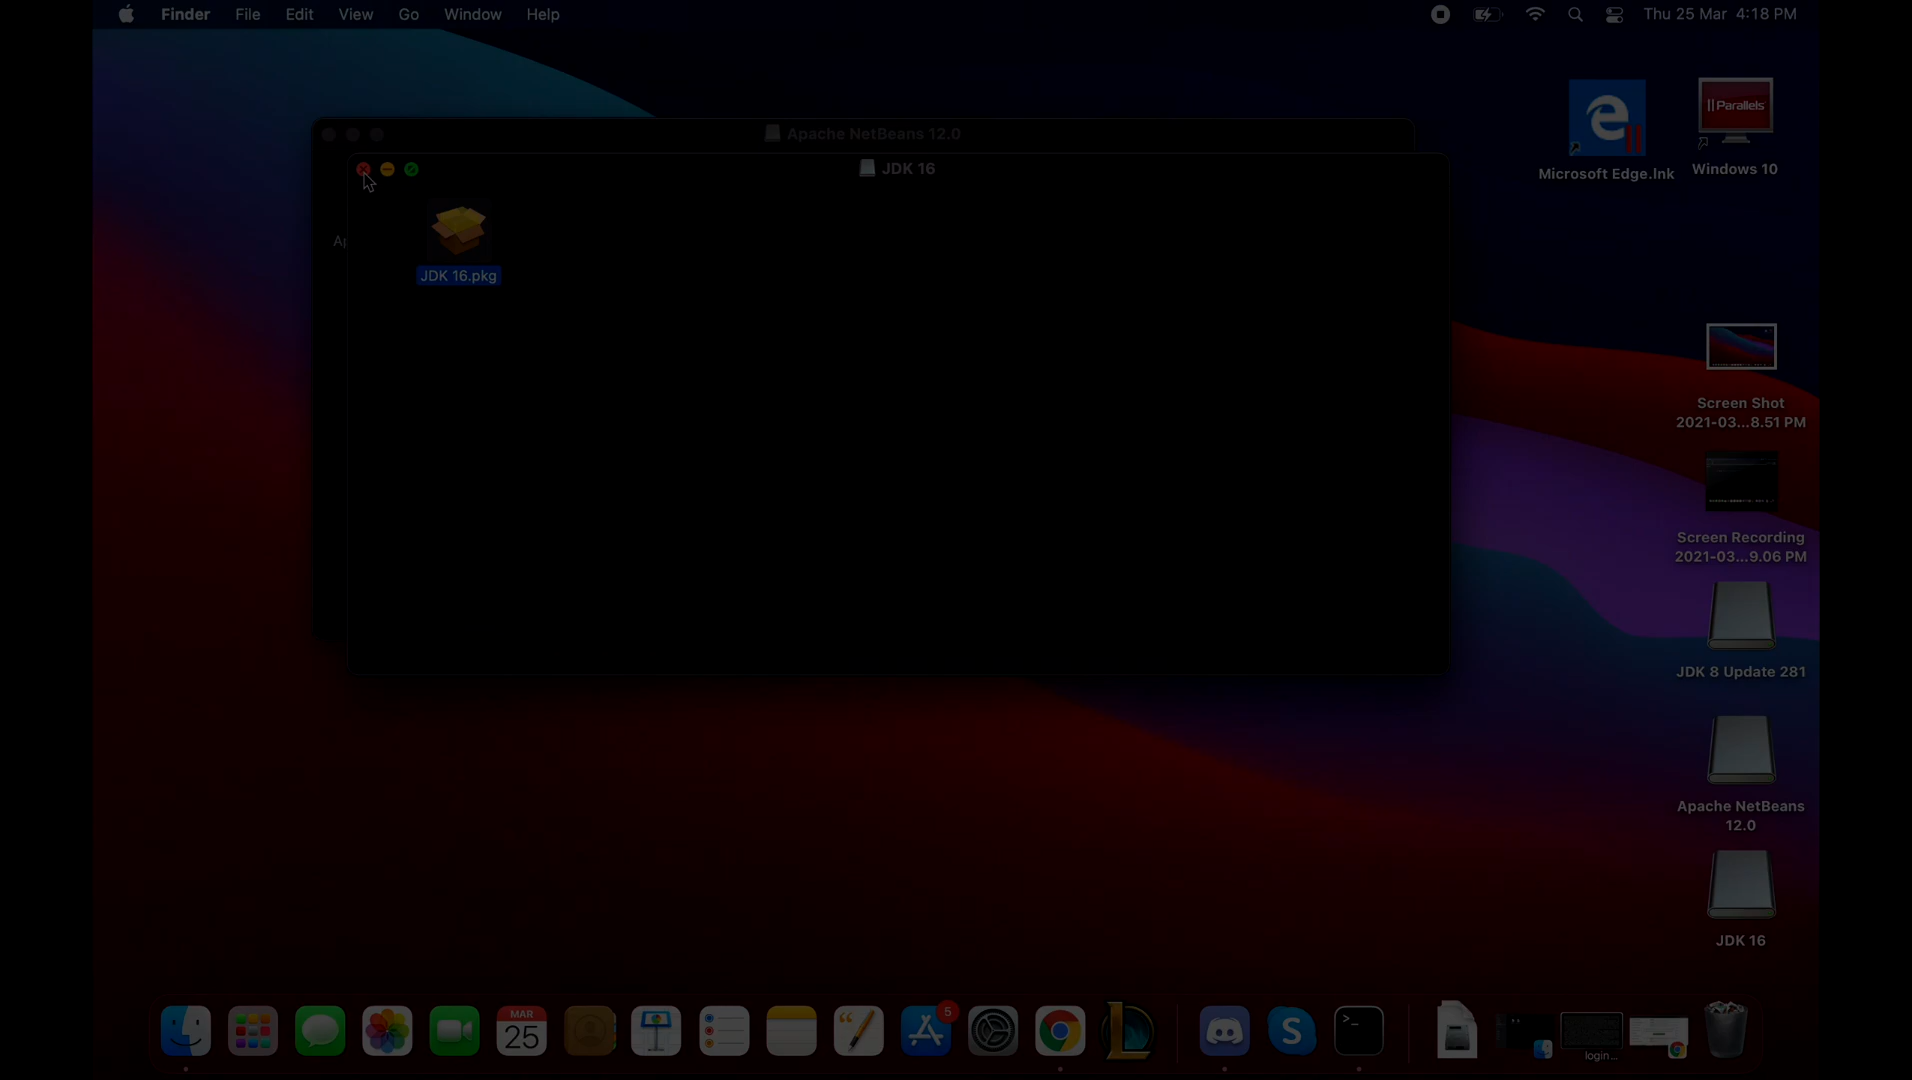 Finder File Edit View Go Window Help Thu 25 Mar 4:18 PM
Apache NetBeans 12.0
JDK 16
Ap
JDK 16.pkg
Parallels
Microsoft Edge.lnk
Windows 10
Screen Shot
2021-03...8.51 PM
Screen Recording
2021-03...9.06 PM
JDK 8 Update 281
Apache NetBeans
12.0
JDK 16
MAR
25
5
login...